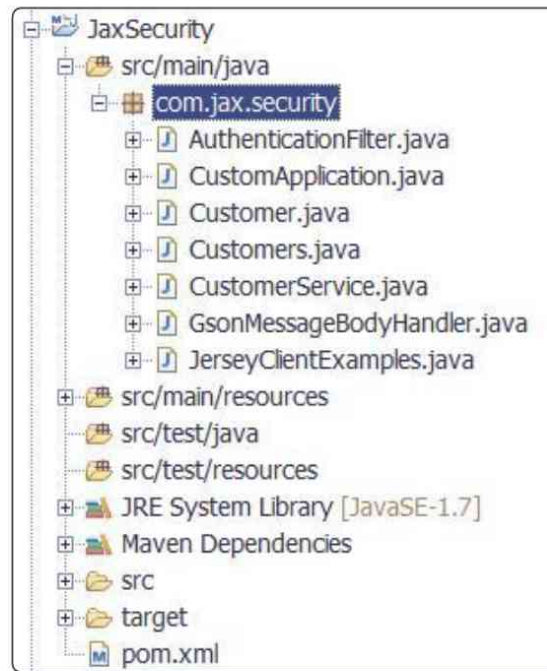 JaxSecurity
src/main/java
com.jax.security
AuthenticationFilter.java
CustomApplication.java
Customer.java
Customers.java
CustomerService.java
GsonMessageBodyHandler.java
JerseyClientExamples.java
src/main/resources
src/test/java
src/test/resources
JRE System Library [JavaSE-1.7]
Maven Dependencies
src
target
pom.xml